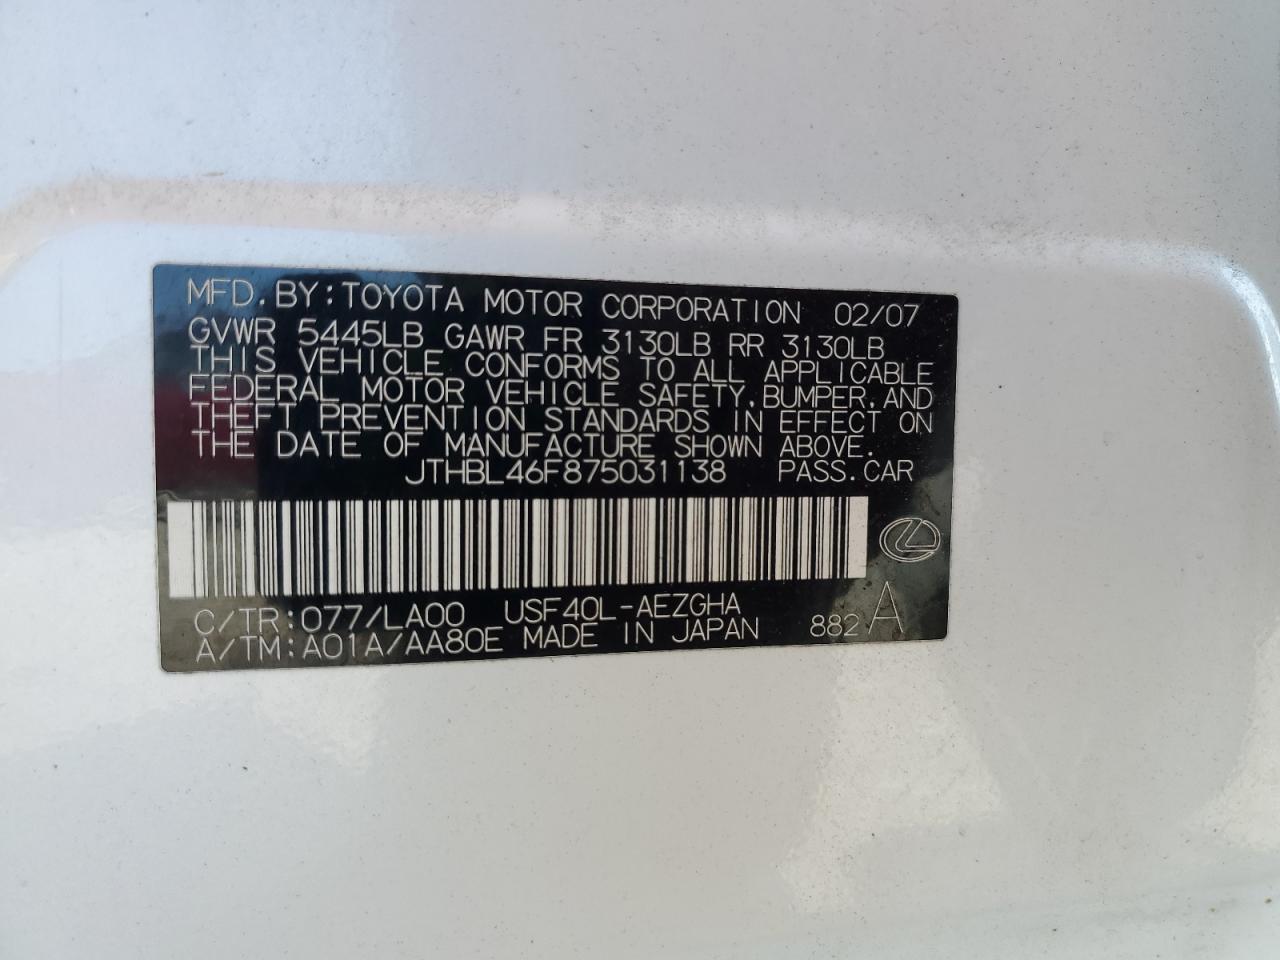 MFD.BY:TOYOTA MOTOR CORPORATION 02/07
GVWR 5445LB GAWR FR 3130LB RR 3130LB
THIS VEHICLE CONFORMS TO ALL APPLICABLE
FEDERAL MOTOR VEHICLE SAFETY,BUMPER,AND
THEFT PREVENTION STANDARDS IN EFFECT ON
THE DATE OF MANUFACTURE SHOWN ABOVE.
JTHBL46F875031138 PASS.CAR
C/TR:077/LA00 USF40L-AEZGHA
A/TM:A01A/AA80E MADE IN JAPAN 882 A